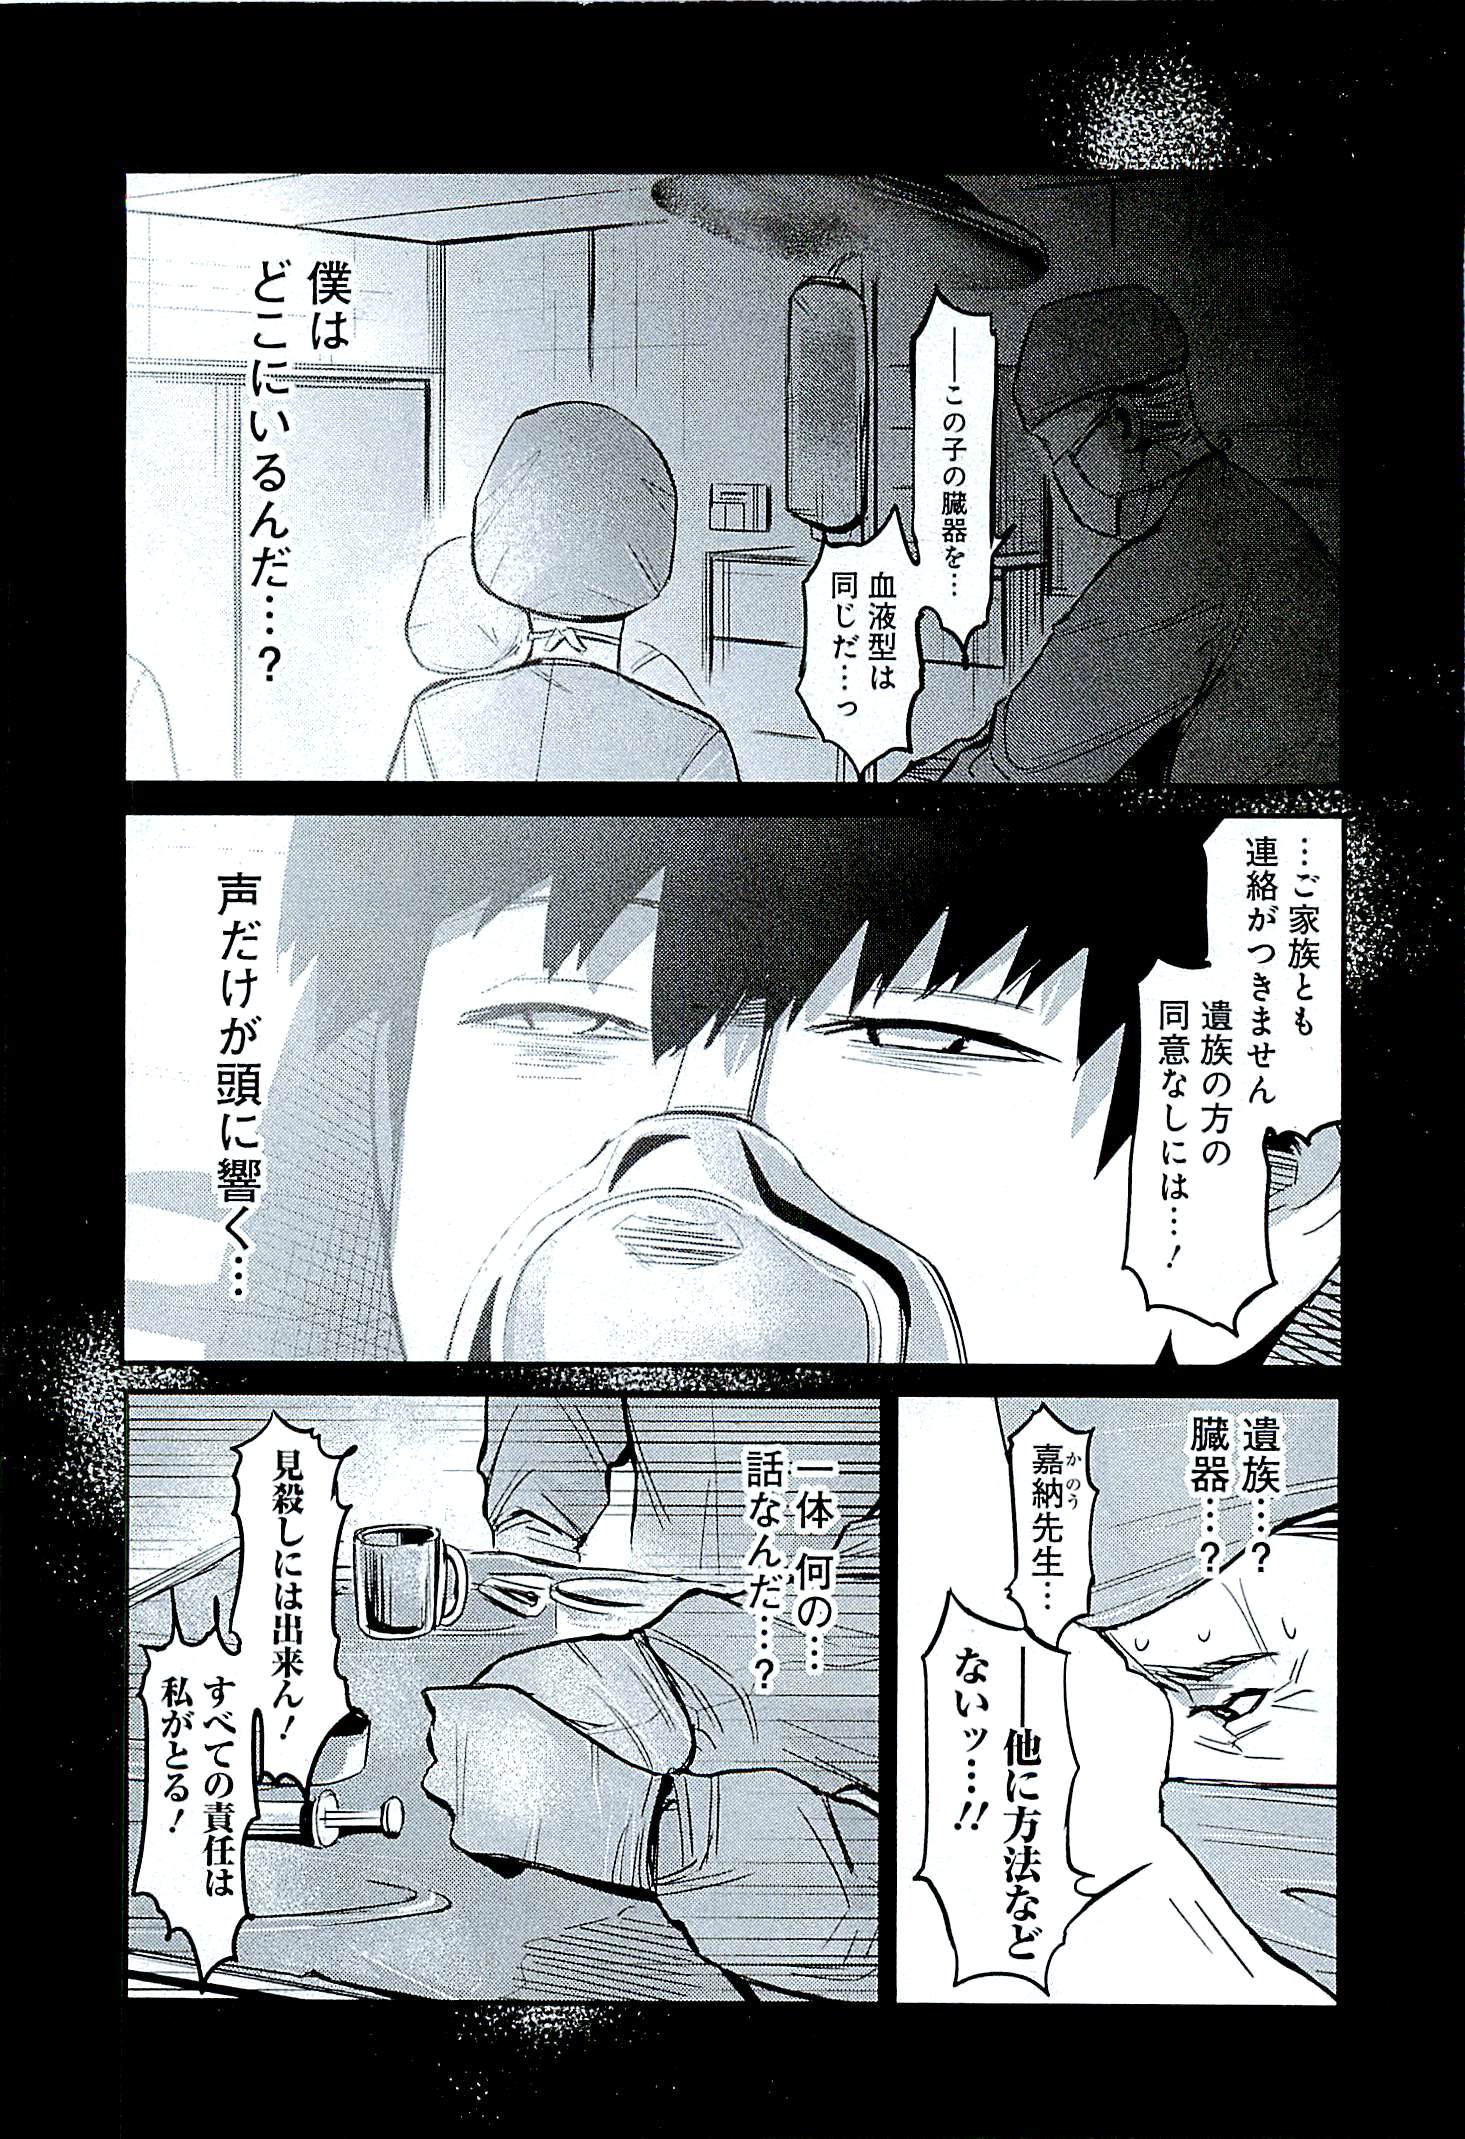 ――この子の臓器を…
血液型は
同じだ…っ
僕は
どこにいるんだ…?
…ご家族とも
連絡がつきません
遺族の方の
同意なしには…!
声だけが頭に響く…
遺族…?
臓器…?
嘉納先生…
かのう
――他に方法など
ないッ…!!
一体 何の…
話なんだ…?
見殺しには出来ん!
すべての責任は
私がとる!